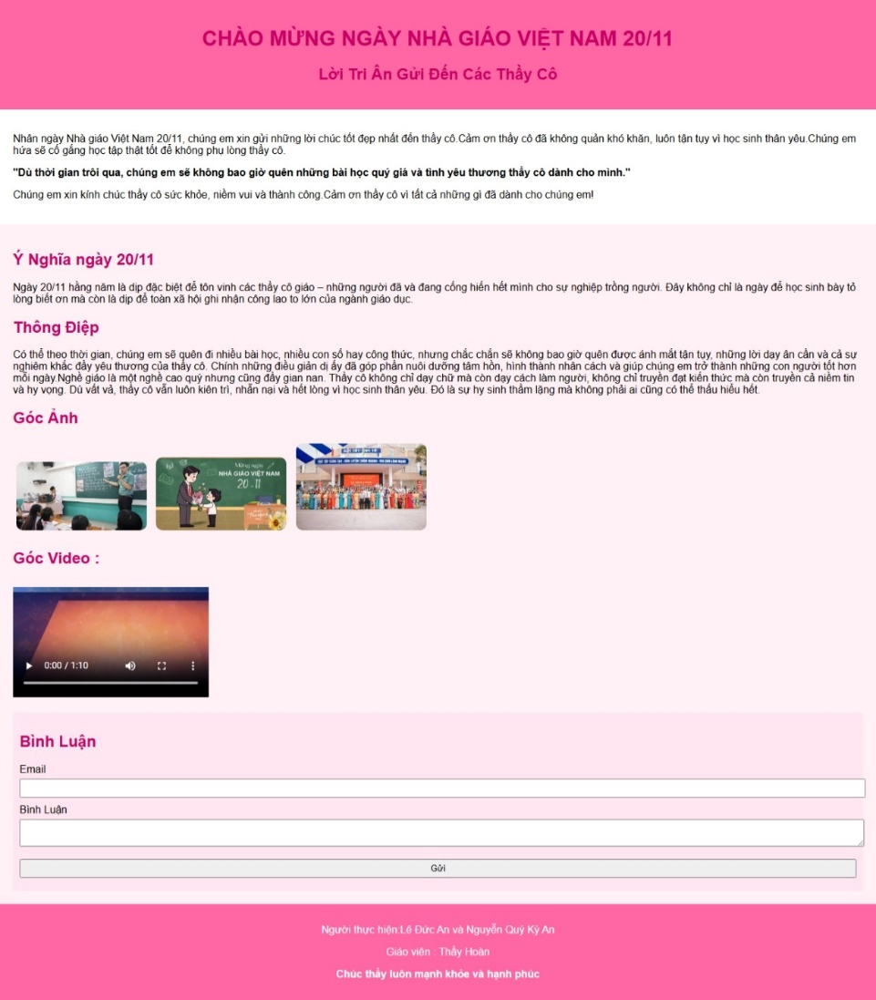 CHÀO MỪNG NGÀY NHÀ GIÁO VIỆT NAM 20/11
Lời Tri Ân Gửi Đến Các Thầy Cô
Nhân ngày Nhà giáo Việt Nam 20/11, chúng em xin gửi những lời chúc tốt đẹp nhất đến thầy cô.Cảm ơn thầy cô đã không quản khó khăn, luôn tận tụy vì học sinh thân yêu.Chúng em
hứa sẽ cố gắng học tập thật tốt để không phụ lòng thầy cô.
"Dù thời gian trôi qua, chúng em sẽ không bao giờ quên những bài học quý giá và tình yêu thương thầy cô dành cho mình."
Chúng em xin kính chúc thầy cô sức khỏe, niềm vui và thành công.Cảm ơn thầy cô vì tất cả những gì đã dành cho chúng em!
Ý Nghĩa ngày 20/11
Ngày 20/11 hằng năm là dịp đặc biệt để tôn vinh các thầy cô giáo – những người đã và đang cống hiến hết mình cho sự nghiệp trồng người. Đây không chỉ là ngày để học sinh bày tỏ
lòng biết ơn mà còn là dịp để toàn xã hội ghi nhận công lao to lớn của ngành giáo dục.
Thông Điệp
Có thể theo thời gian, chúng em sẽ quên đi nhiều bài học, nhiều con số hay công thức, nhưng chắc chắn sẽ không bao giờ quên được ánh mắt tận tụy, những lời dạy ân cần và cả sự
nghiêm khắc đầy yêu thương của thầy cô. Chính những điều giản dị ấy đã góp phần nuôi dưỡng tâm hồn, hình thành nhân cách và giúp chúng em trở thành những con người tốt hơn
mỗi ngày.Nghề giáo là một nghề cao quý nhưng cũng đầy gian nan. Thầy cô không chỉ dạy chữ mà còn dạy cách làm người, không chỉ truyền đạt kiến thức mà còn truyền cả niềm tin
và hy vọng. Dù vất vả, thầy cô vẫn luôn kiên trì, nhẫn nại và hết lòng vì học sinh thân yêu. Đó là sự hy sinh thầm lặng mà không phải ai cũng có thể thấu hiểu hết.
Góc Ảnh
Mừng ngày
NHÀ GIÁO VIỆT NAM
20 - 11
Góc Video :
0:00 / 1:10
Bình Luận
Email
Bình Luận
Gửi
Người thực hiện:Lê Đức An và Nguyễn Quý Kỳ An
Giáo viên : Thầy Hoàn
Chúc thầy luôn mạnh khỏe và hạnh phúc